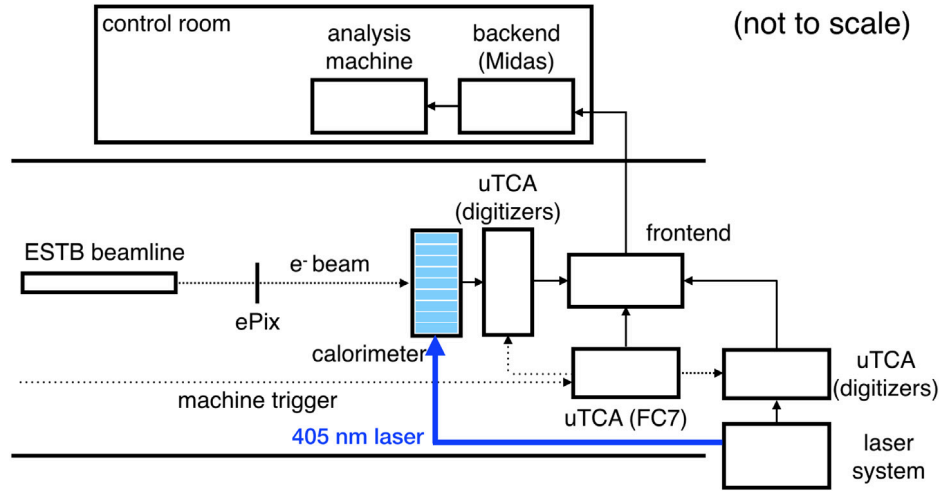 control room
(not to scale)
analysis
machine
backend
(Midas)
uTCA
(digitizers)
frontend
ESTB beamline
e- beam
ePix
calorimeter
machine trigger
uTCA (FC7)
uTCA
(digitizers)
405 nm laser
laser
system